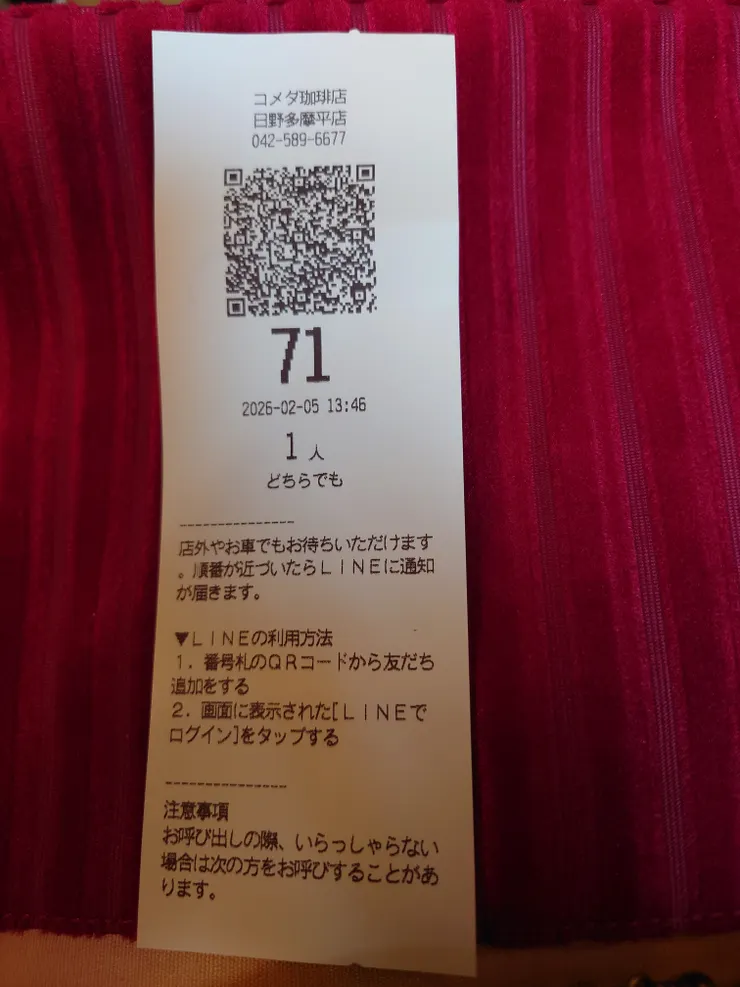 コメダ珈琲店
日野多摩平店
042-589-6677
71
2026-02-05 13:46
1 人
どちらでも
---------------
店外やお車でもお待ちいただけます
。順番が近づいたらＬＩＮＥに通知
が届きます。
▼ＬＩＮＥの利用方法
１．番号札のＱＲコードから友だち
追加をする
２．画面に表示された[ＬＩＮＥで
ログイン]をタップする
---------------
注意事項
お呼び出しの際、いらっしゃらない
場合は次の方をお呼びすることがあ
ります。